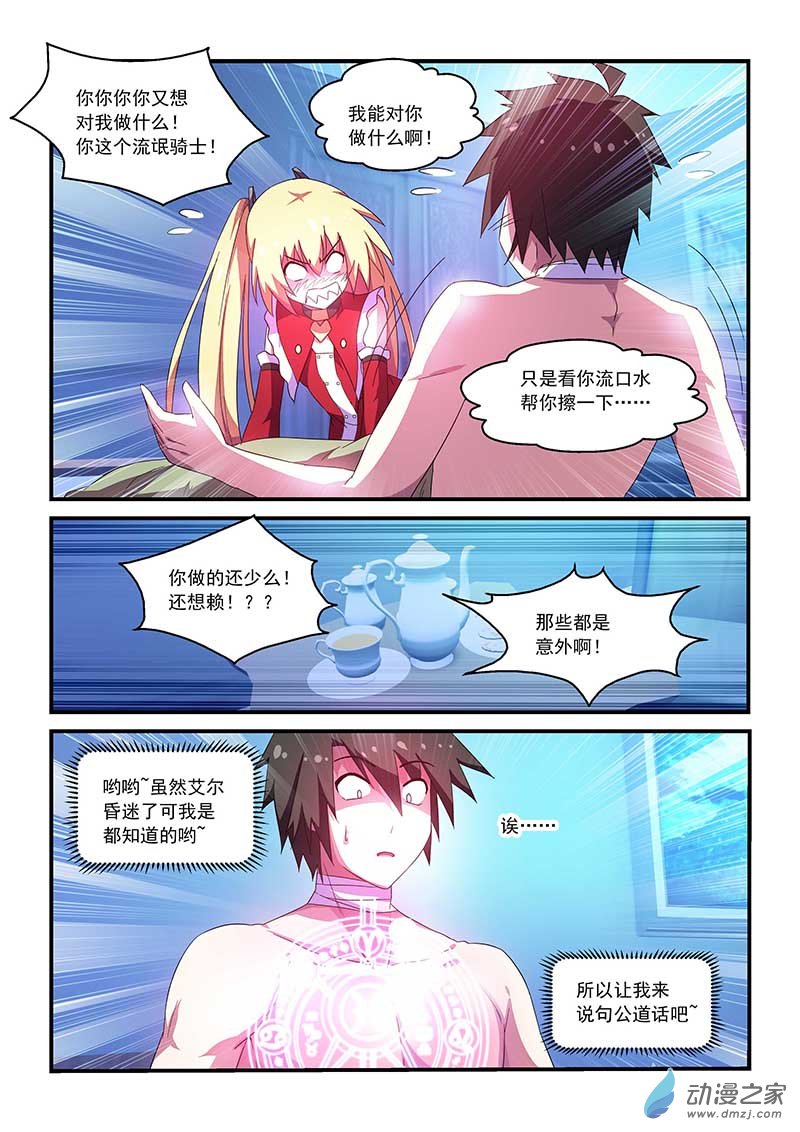 你你你你又想
对我做什么！
你这个流氓骑士！
我能对你
做什么啊！
只是看你流口水
帮你擦一下……
你做的还少么！
还想赖！？？
那些都是
意外啊！
哟哟~虽然艾尔
昏迷了可我是
都知道的哟~
诶……
所以让我来
说句公道话吧~
动漫之家
www.dmzj.com